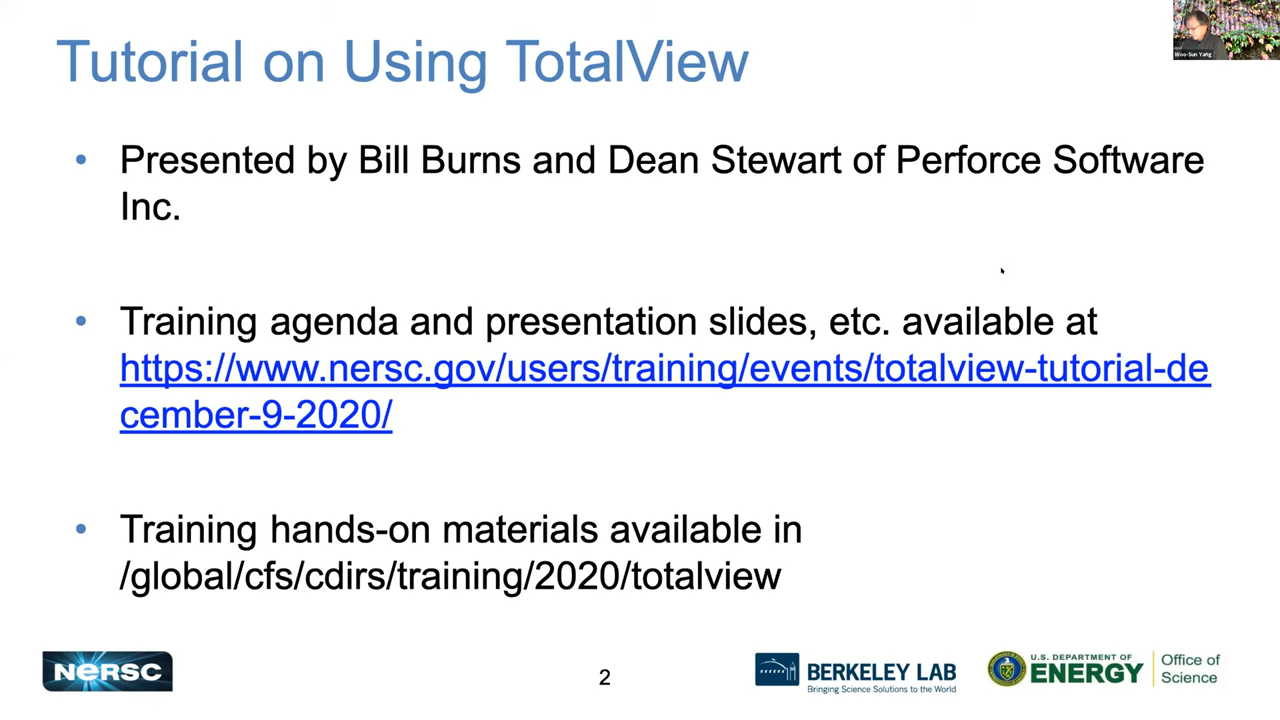 Tutorial on Using TotalView
Woo-Sun Yang
• Presented by Bill Burns and Dean Stewart of Perforce Software
Inc.
• Training agenda and presentation slides, etc. available at
https://www.nersc.gov/users/training/events/totalview-tutorial-de
cember-9-2020/
• Training hands-on materials available in
/global/cfs/cdirs/training/2020/totalview
NERSC
2
BERKELEY LAB
Bringing Science Solutions to the World
U.S. DEPARTMENT OF
ENERGY
Office of
Science